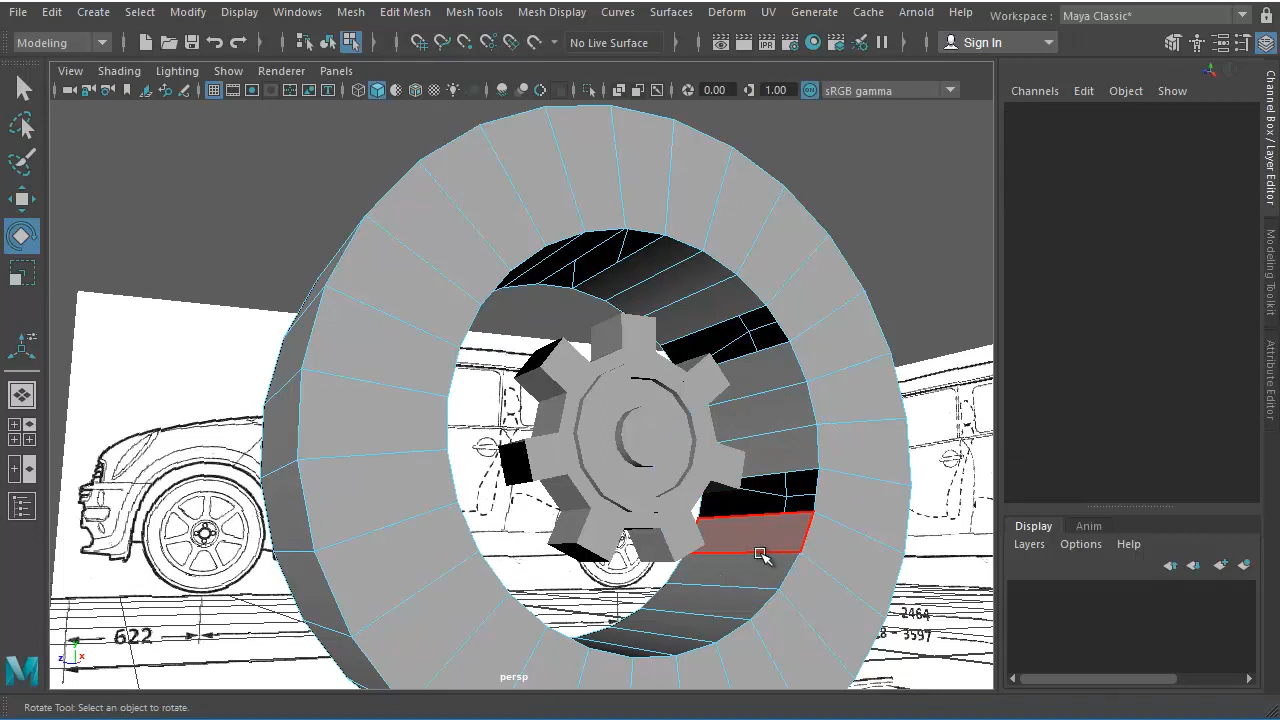 File Edit Create Select Modify Display Windows Mesh Edit Mesh Mesh Tools Mesh Display Curves Surfaces Deform UV Generate Cache Arnold Help Workspace : Maya Classic*
Modeling No Live Surface Sign In
View Shading Lighting Show Renderer Panels
0.00 1.00 sRGB gamma
Channels Edit Object Show
Channel Box / Layer Editor
Modeling Toolkit
Attribute Editor
Display Anim
Layers Options Help
622
2464
3597
z y x
persp
Rotate Tool: Select an object to rotate.